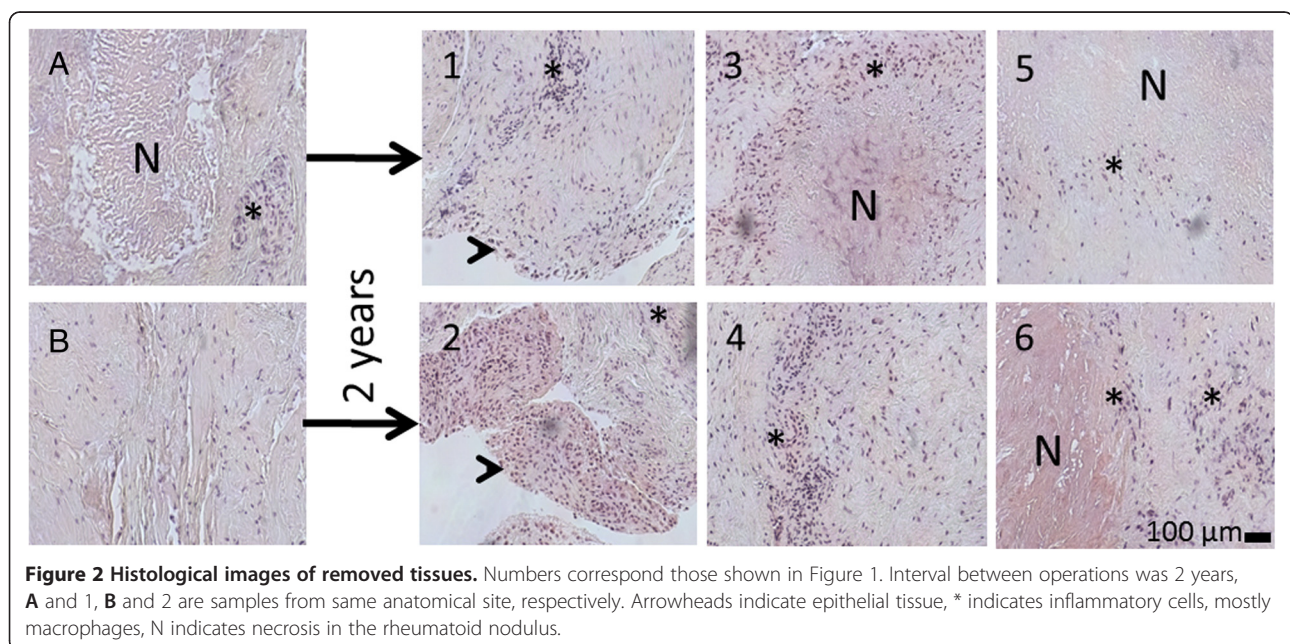 A
N
*
1
*
3
*
N
5
N
*
2 years
B
2
*
4
*
6
*
*
N
100 μm
Figure 2 Histological images of removed tissues. Numbers correspond those shown in Figure 1. Interval between operations was 2 years,
A and 1, B and 2 are samples from same anatomical site, respectively. Arrowheads indicate epithelial tissue, * indicates inflammatory cells, mostly
macrophages, N indicates necrosis in the rheumatoid nodulus.